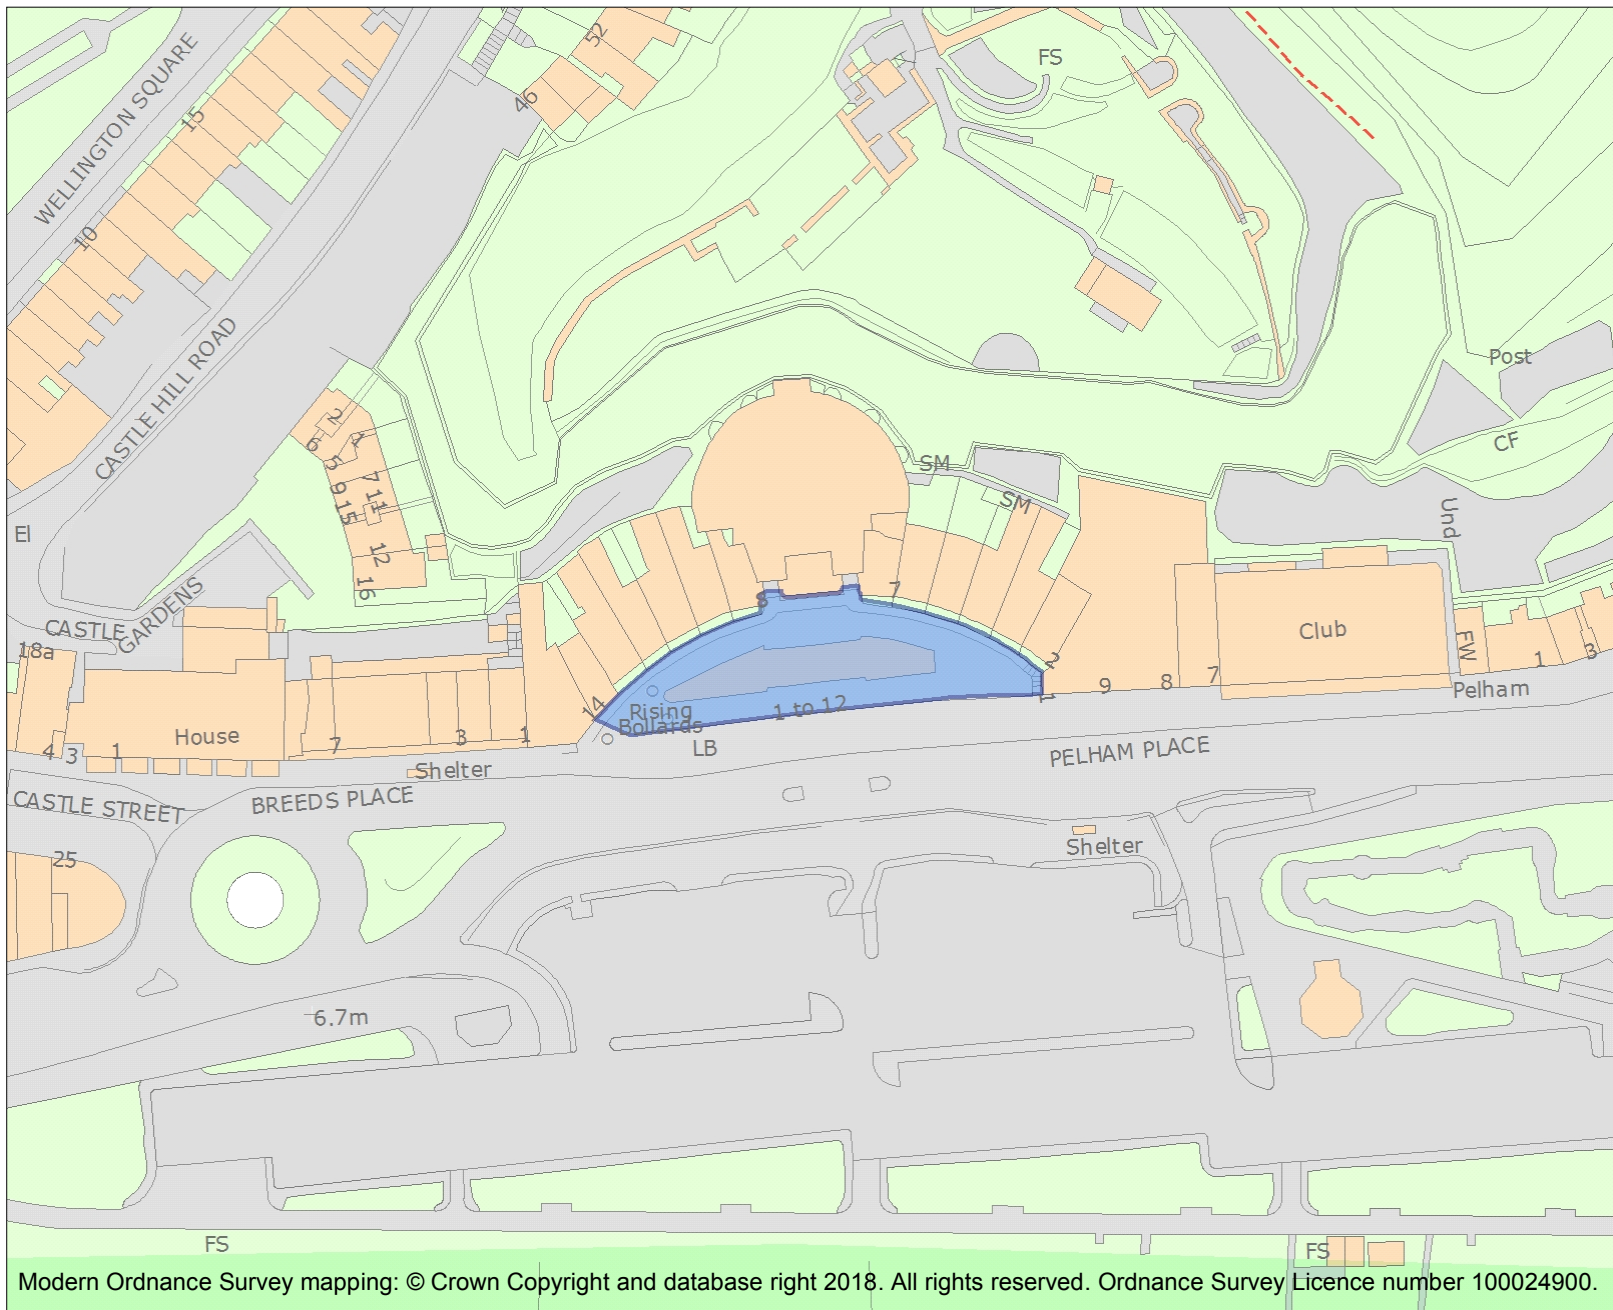 52
FS
WELLINGTON SQUARE
15
46
10
CASTLE HILL ROAD
Post
2
1
6
5
7
9
11
15
12
16
CF
SM
SM
Und
El
CASTLE
GARDENS
18a
8
7
Club
FW
1
3
2
1
9
8
7
Pelham
14
Rising
Bollards
1 to 12
LB
House
4
3
1
7
3
1
Shelter
PELHAM PLACE
CASTLE STREET
BREEDS PLACE
25
Shelter
6.7m
FS
FS
Modern Ordnance Survey mapping: © Crown Copyright and database right 2018. All rights reserved. Ordnance Survey Licence number 100024900.